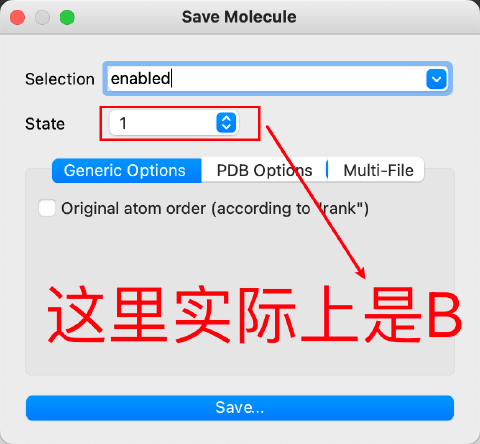 Save Molecule
Selection enabled
State 1
Generic Options PDB Options Multi-File
Original atom order (according to "rank")
这里实际上是B
Save...